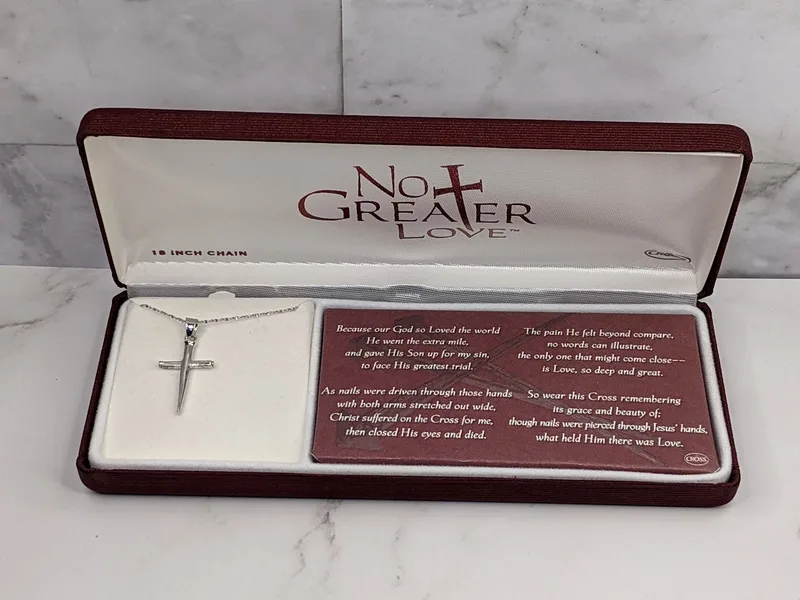 No
Greater
Love™
18 INCH CHAIN
Because our God so Loved the world
He went the extra mile,
and gave His Son up for my sin,
to face His greatest trial.
As nails were driven through those hands
with both arms stretched out wide,
Christ suffered on the Cross for me,
then closed His eyes and died.
The pain He felt beyond compare,
no words can illustrate,
the only one that might come close--
is Love, so deep and great.
So wear this Cross remembering
its grace and beauty of;
though nails were pierced through Jesus' hands,
what held Him there was Love.
CROSS